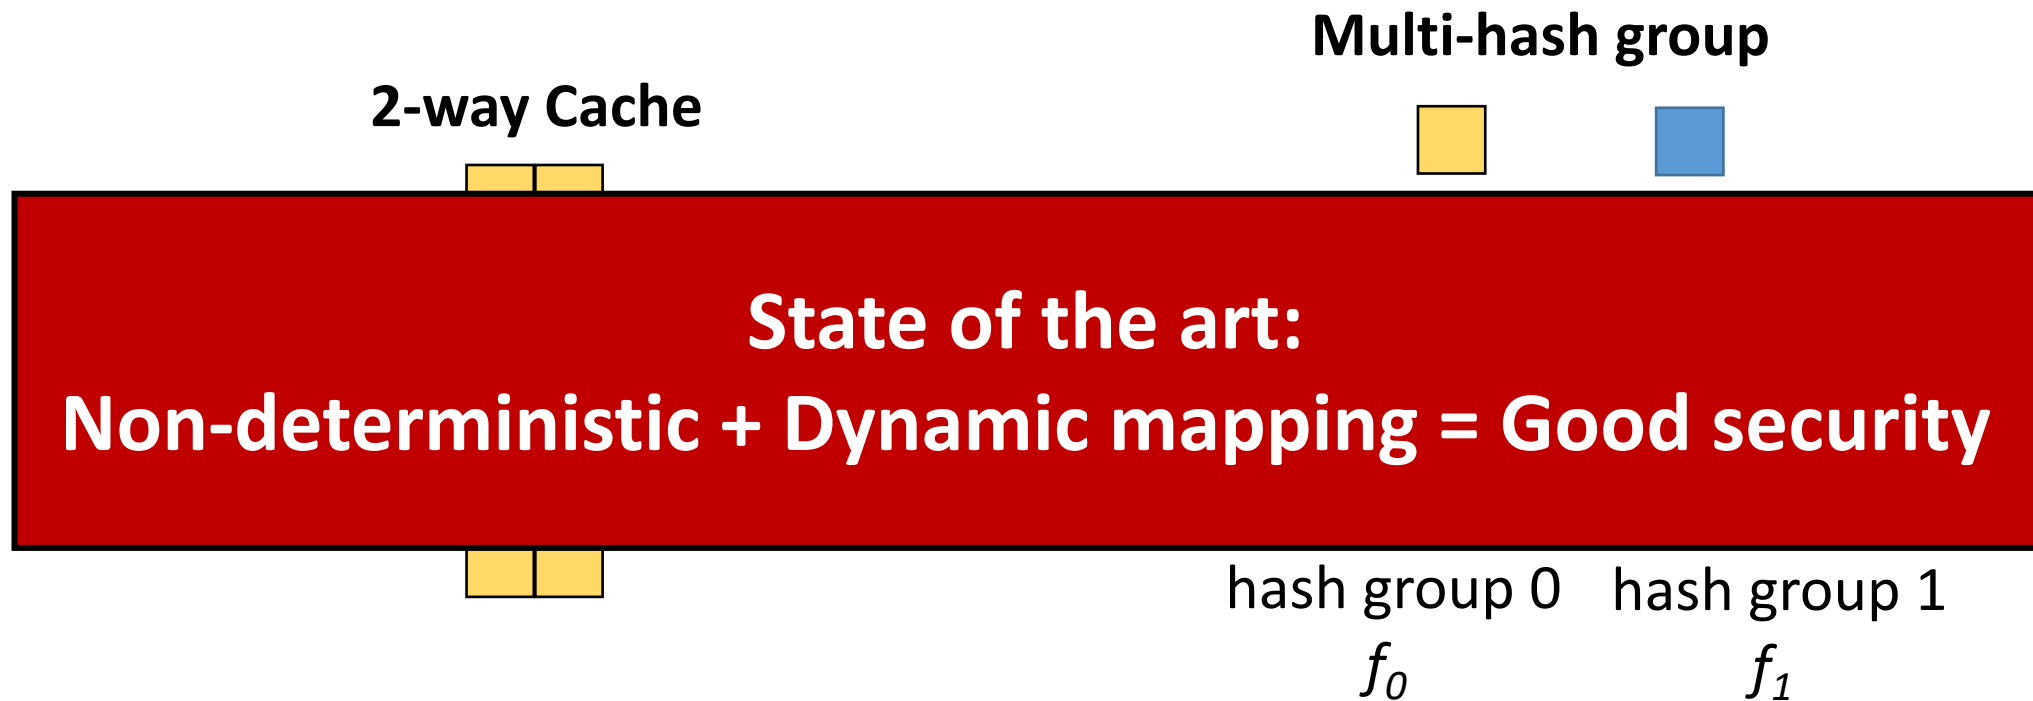 Multi-hash group
2-way Cache
State of the art:
Non-deterministic + Dynamic mapping = Good security
hash group 0 hash group 1
f0 f1